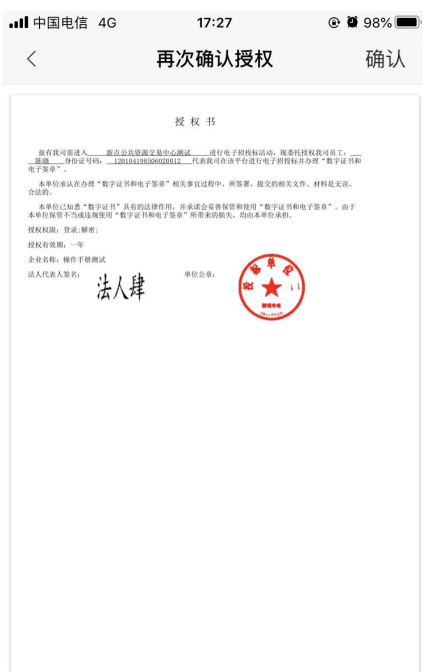 中国电信 4G 17:27 98%
再次确认授权 确认
授 权 书
兹有我司需进入 新点公共资源交易中心测试 进行电子招投标活动，现委托授权我司员工：
陈晓 身份证号码： 120104198506020012 代表我司在该平台进行电子招投标并办理“数字证书和
电子签章”。
本单位承认在办理“数字证书和电子签章”相关事宜过程中，所签署、提交的相关文件、材料是无误、
合法的。
本单位已知悉“数字证书”具有的法律作用，并承诺会妥善保管和使用“数字证书和电子签章”。由于
本单位保管不当或违规使用“数字证书和电子签章”所带来的损失，均由本单位承担。
授权权限：登录;解密;
授权有效期：一年
企业名称：操作手册测试
法人代表人签名： 法人肆 单位公章：
投标单位二